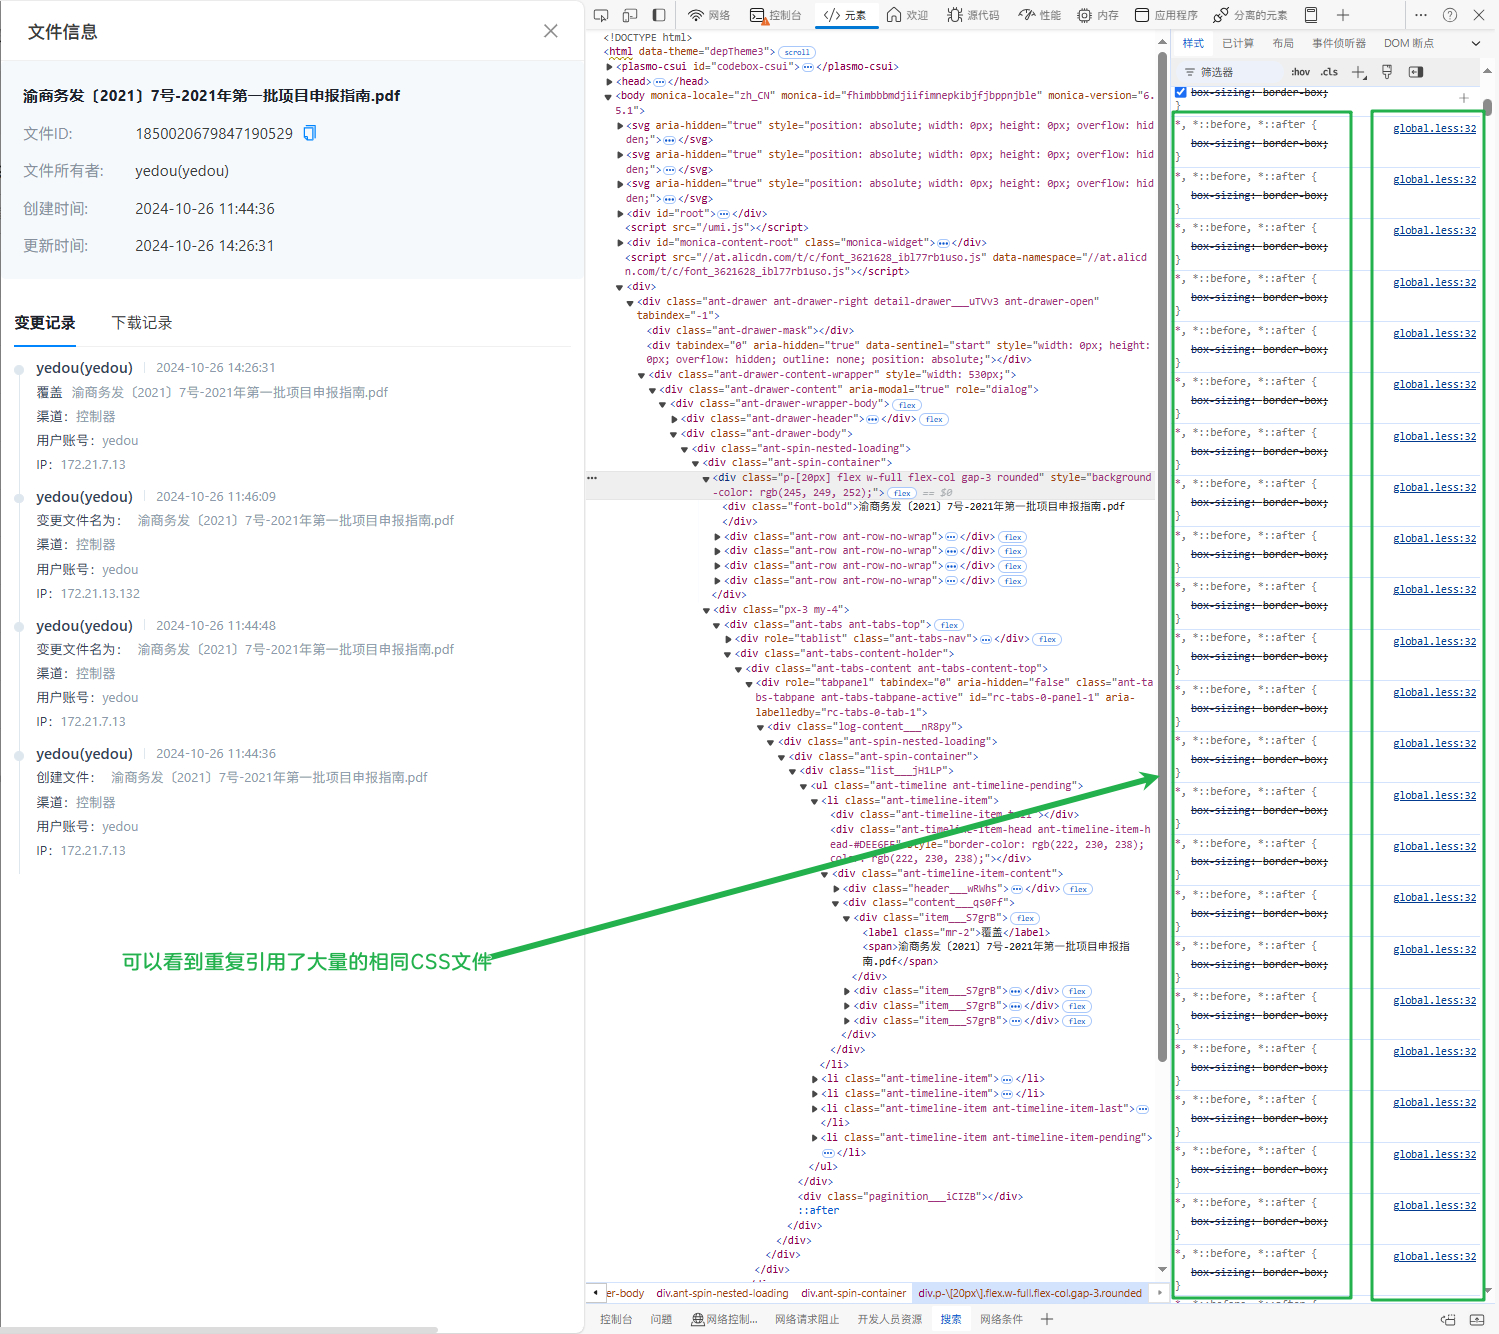 文件信息
渝商务发〔2021〕7号-2021年第一批项目申报指南.pdf
文件ID: 1850020679847190529
文件所有者: yedou(yedou)
创建时间: 2024-10-26 11:44:36
更新时间: 2024-10-26 14:26:31
变更记录 下载记录
yedou(yedou) 2024-10-26 14:26:31
覆盖 渝商务发〔2021〕7号-2021年第一批项目申报指南.pdf
渠道：控制器
用户账号：yedou
IP：172.21.7.13
yedou(yedou) 2024-10-26 11:46:09
变更文件名为： 渝商务发〔2021〕7号-2021年第一批项目申报指南.pdf
渠道：控制器
用户账号：yedou
IP：172.21.13.132
yedou(yedou) 2024-10-26 11:44:48
变更文件名为： 渝商务发〔2021〕7号-2021年第一批项目申报指南.pdf
渠道：控制器
用户账号：yedou
IP：172.21.7.13
yedou(yedou) 2024-10-26 11:44:36
创建文件： 渝商务发〔2021〕7号-2021年第一批项目申报指南.pdf
渠道：控制器
用户账号：yedou
IP：172.21.7.13
可以看到重复引用了大量的相同CSS文件
网络 控制台 </> 元素 欢迎 源代码 性能 内存 应用程序 分离的元素
<!DOCTYPE html>
<html data-theme="depTheme3"> scroll
<plasmo-csui id="codebox-csui"> </plasmo-csui>
<head> </head>
<body monica-locale="zh_CN" monica-id="fhimbbbmdjiifimnepkibjfjbppnjble" monica-version="6.
5.1">
<svg aria-hidden="true" style="position: absolute; width: 0px; height: 0px; overflow: hid
den;"> </svg>
<svg aria-hidden="true" style="position: absolute; width: 0px; height: 0px; overflow: hid
den;"> </svg>
<svg aria-hidden="true" style="position: absolute; width: 0px; height: 0px; overflow: hid
den;"> </svg>
<div id="root"> </div>
<script src="/umi.js"></script>
<div id="monica-content-root" class="monica-widget"> </div>
<script src="//at.alicdn.com/t/c/font_3621628_ibl77rb1uso.js" data-namespace="//at.alicd
n.com/t/c/font_3621628_ibl77rb1uso.js"></script>
<div>
<div class="ant-drawer ant-drawer-right detail-drawer___uTVv3 ant-drawer-open"
tabindex="-1">
<div class="ant-drawer-mask"></div>
<div tabindex="0" aria-hidden="true" data-sentinel="start" style="width: 0px; height:
0px; overflow: hidden; outline: none; position: absolute;"></div>
<div class="ant-drawer-content-wrapper" style="width: 530px;">
<div class="ant-drawer-content" aria-modal="true" role="dialog">
<div class="ant-drawer-wrapper-body"> flex
<div class="ant-drawer-header"> </div> flex
<div class="ant-drawer-body">
<div class="ant-spin-nested-loading">
<div class="ant-spin-container">
<div class="p-[20px] flex w-full flex-col gap-3 rounded" style="background
-color: rgb(245, 249, 252);"> flex == $0
<div class="font-bold">渝商务发〔2021〕7号-2021年第一批项目申报指南.pdf
</div>
<div class="ant-row ant-row-no-wrap"> </div> flex
<div class="ant-row ant-row-no-wrap"> </div> flex
<div class="ant-row ant-row-no-wrap"> </div> flex
<div class="ant-row ant-row-no-wrap"> </div> flex
</div>
<div class="px-3 my-4">
<div class="ant-tabs ant-tabs-top"> flex
<div role="tablist" class="ant-tabs-nav"> </div> flex
<div class="ant-tabs-content-holder">
<div class="ant-tabs-content ant-tabs-content-top">
<div role="tabpanel" tabindex="0" aria-hidden="false" class="ant-ta
bs-tabpane ant-tabs-tabpane-active" id="rc-tabs-0-panel-1" aria-
labelledby="rc-tabs-0-tab-1">
<div class="log-content___nR8py">
<div class="ant-spin-nested-loading">
<div class="ant-spin-container">
<div class="list___jH1LP">
<ul class="ant-timeline ant-timeline-pending">
<li class="ant-timeline-item">
<div class="ant-timeline-item-tail"></div>
<div class="ant-timeline-item-head ant-timeline-item-h
ead-#DEE6EE" style="border-color: rgb(222, 230, 238);
color: rgb(222, 230, 238);"></div>
<div class="ant-timeline-item-content">
<div class="header___wRWhs"> </div> flex
<div class="content___qs0Ff">
<div class="item___S7grB"> flex
<label class="mr-2">覆盖</label>
<span>渝商务发〔2021〕7号-2021年第一批项目申报指
南.pdf</span>
</div>
<div class="item___S7grB"> </div> flex
<div class="item___S7grB"> </div> flex
<div class="item___S7grB"> </div> flex
</div>
</div>
</li>
<li class="ant-timeline-item"> </li>
<li class="ant-timeline-item"> </li>
<li class="ant-timeline-item ant-timeline-item-last">
</li>
<li class="ant-timeline-item ant-timeline-item-pending">
</li>
</ul>
</div>
<div class="paginition___iCIZB"></div>
::after
</div>
</div>
</div>
</div>
er-body div.ant-spin-nested-loading div.ant-spin-container div.p-\[20px\].flex.w-full.flex-col.gap-3.rounded
控制台 问题 网络控制... 网络请求阻止 开发人员资源 搜索 网络条件
样式 已计算 布局 事件侦听器 DOM 断点
筛选器 :hov .cls
box-sizing: border-box;
}
*, *::before, *::after { global.less:32
box-sizing: border-box;
}
*, *::before, *::after { global.less:32
box-sizing: border-box;
}
*, *::before, *::after { global.less:32
box-sizing: border-box;
}
*, *::before, *::after { global.less:32
box-sizing: border-box;
}
*, *::before, *::after { global.less:32
box-sizing: border-box;
}
*, *::before, *::after { global.less:32
box-sizing: border-box;
}
*, *::before, *::after { global.less:32
box-sizing: border-box;
}
*, *::before, *::after { global.less:32
box-sizing: border-box;
}
*, *::before, *::after { global.less:32
box-sizing: border-box;
}
*, *::before, *::after { global.less:32
box-sizing: border-box;
}
*, *::before, *::after { global.less:32
box-sizing: border-box;
}
*, *::before, *::after { global.less:32
box-sizing: border-box;
}
*, *::before, *::after { global.less:32
box-sizing: border-box;
}
*, *::before, *::after { global.less:32
box-sizing: border-box;
}
*, *::before, *::after { global.less:32
box-sizing: border-box;
}
*, *::before, *::after { global.less:32
box-sizing: border-box;
}
*, *::before, *::after { global.less:32
box-sizing: border-box;
}
*, *::before, *::after { global.less:32
box-sizing: border-box;
}
*, *::before, *::after { global.less:32
box-sizing: border-box;
}
*, *::before, *::after { global.less:32
box-sizing: border-box;
}
*, *::before, *::after { global.less:32
box-sizing: border-box;
}
*, *::before, *::after { global.less:32
box-sizing: border-box;
}
*, *::before, *::after { global.less:32
box-sizing: border-box;
}